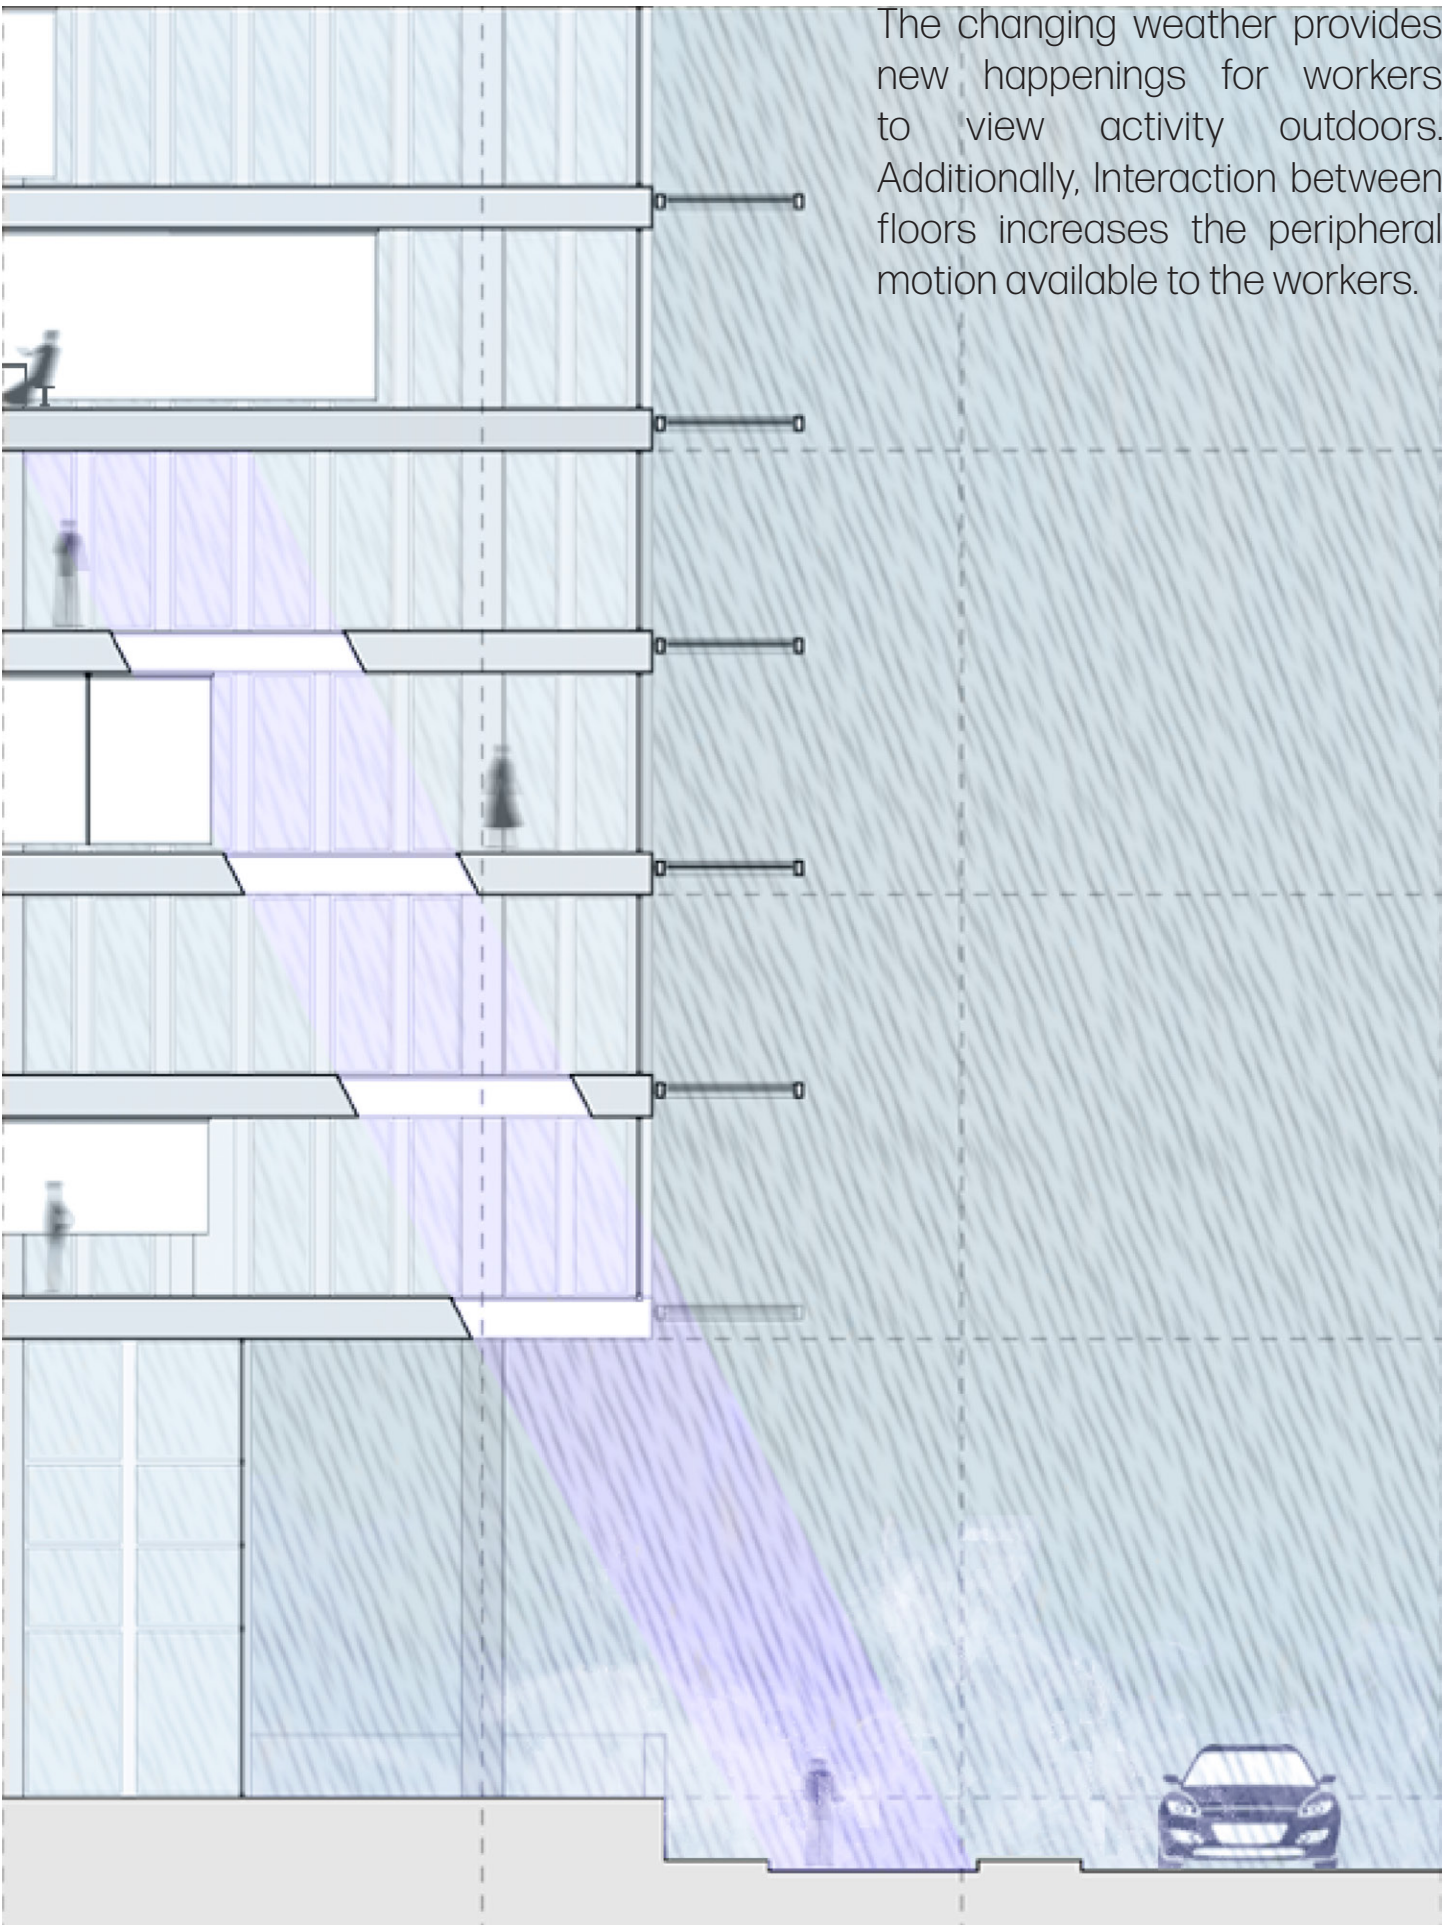 The changing weather provides
new happenings for workers
to view activity outdoors.
Additionally, Interaction between
floors increases the peripheral
motion available to the workers.